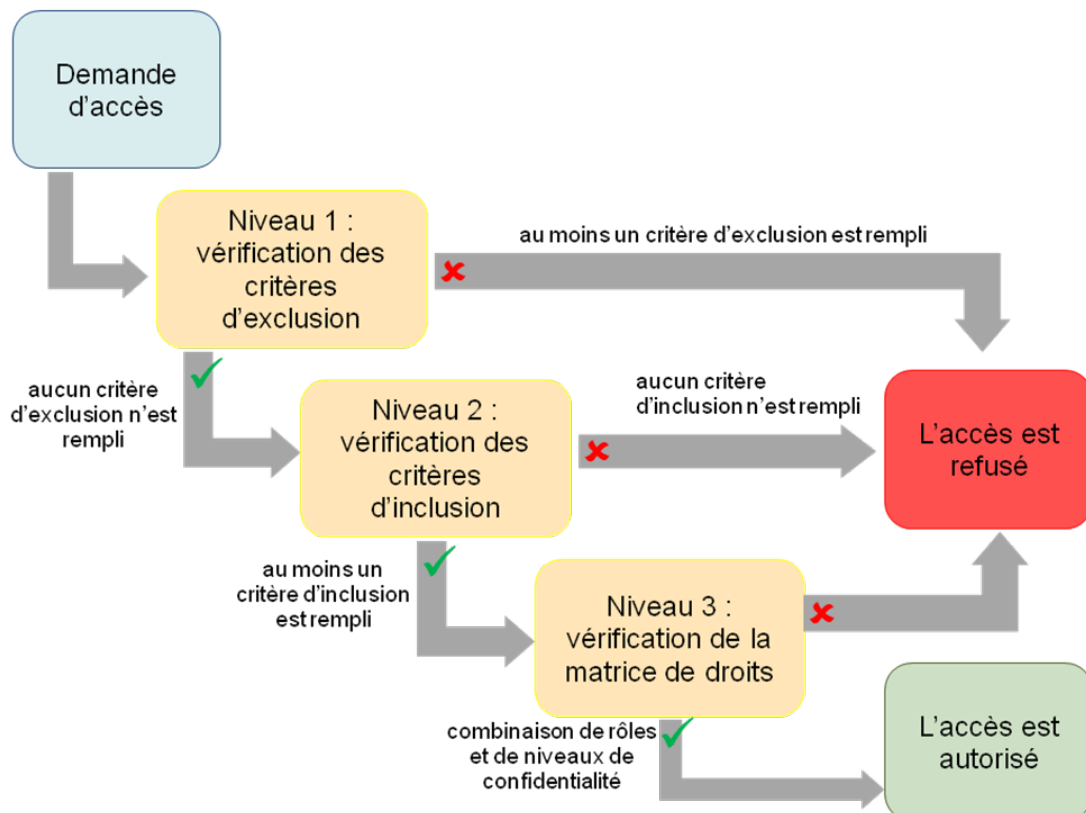 Demande
d'accès
Niveau 1 :
vérification des
critères
d'exclusion
au moins un critère d'exclusion est rempli
aucun critère
d'exclusion n'est
rempli
Niveau 2 :
vérification des
critères
d'inclusion
aucun critère
d'inclusion n'est rempli
L'accès est
refusé
au moins un
critère d'inclusion
est rempli
Niveau 3 :
vérification de la
matrice de droits
combinaison de rôles
et de niveaux de
confidentialité
L'accès est
autorisé